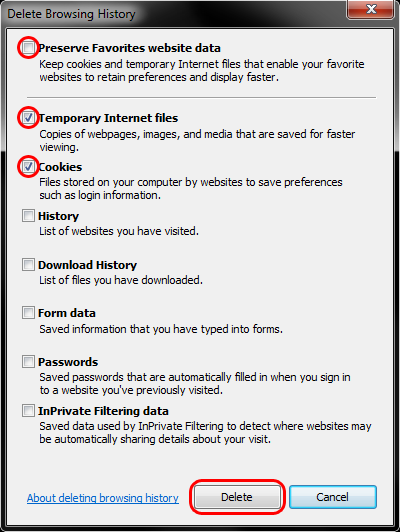 Delete Browsing History
Preserve Favorites website data
Keep cookies and temporary Internet files that enable your favorite
websites to retain preferences and display faster.
Temporary Internet files
Copies of webpages, images, and media that are saved for faster
viewing.
Cookies
Files stored on your computer by websites to save preferences
such as login information.
History
List of websites you have visited.
Download History
List of files you have downloaded.
Form data
Saved information that you have typed into forms.
Passwords
Saved passwords that are automatically filled in when you sign in
to a website you've previously visited.
InPrivate Filtering data
Saved data used by InPrivate Filtering to detect where websites may
be automatically sharing details about your visit.
About deleting browsing history
Delete
Cancel